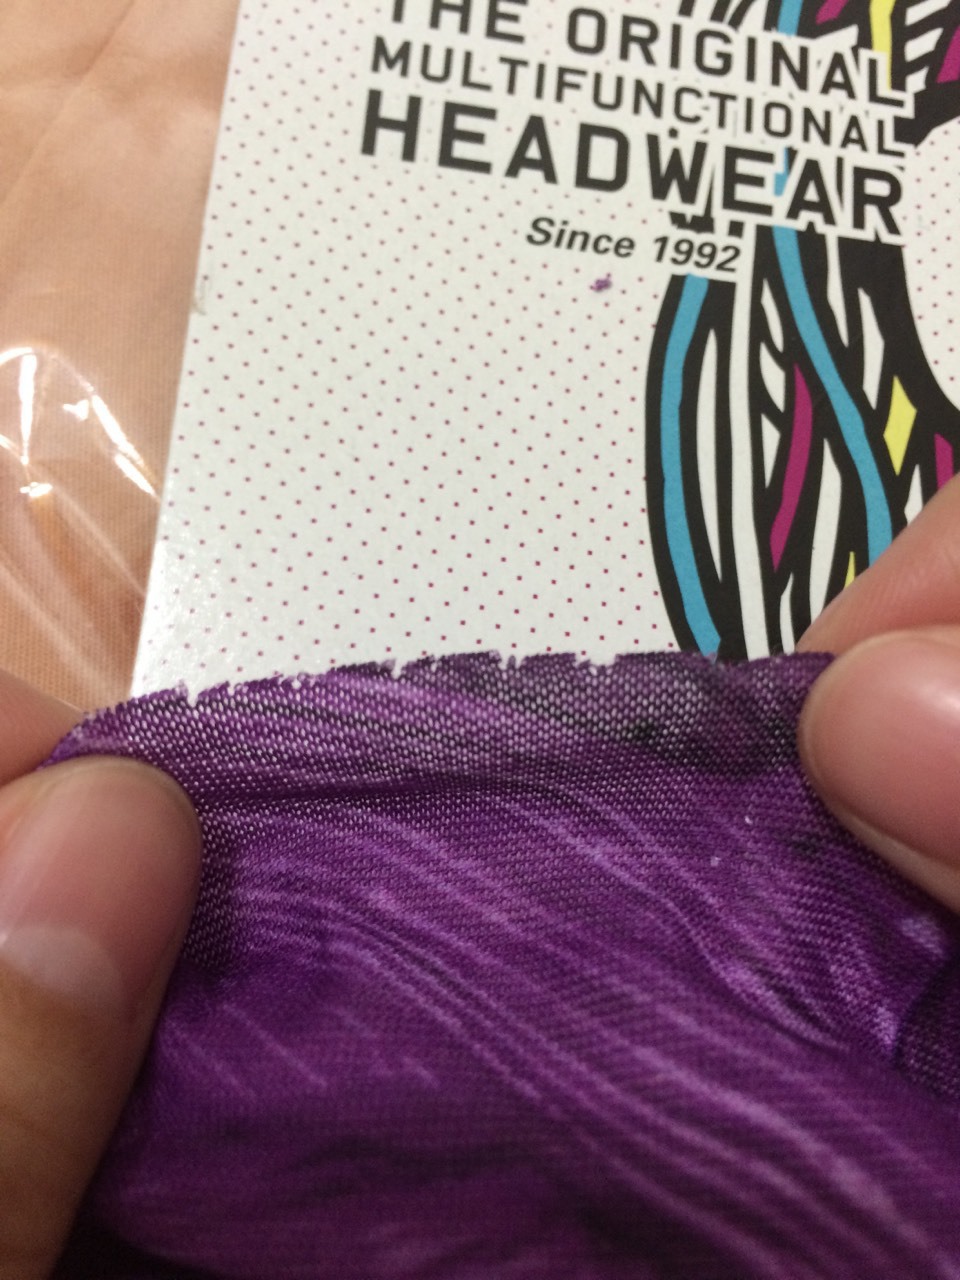 THE ORIGINAL
MULTIFUNCTIONAL
HEADWEAR
Since 1992